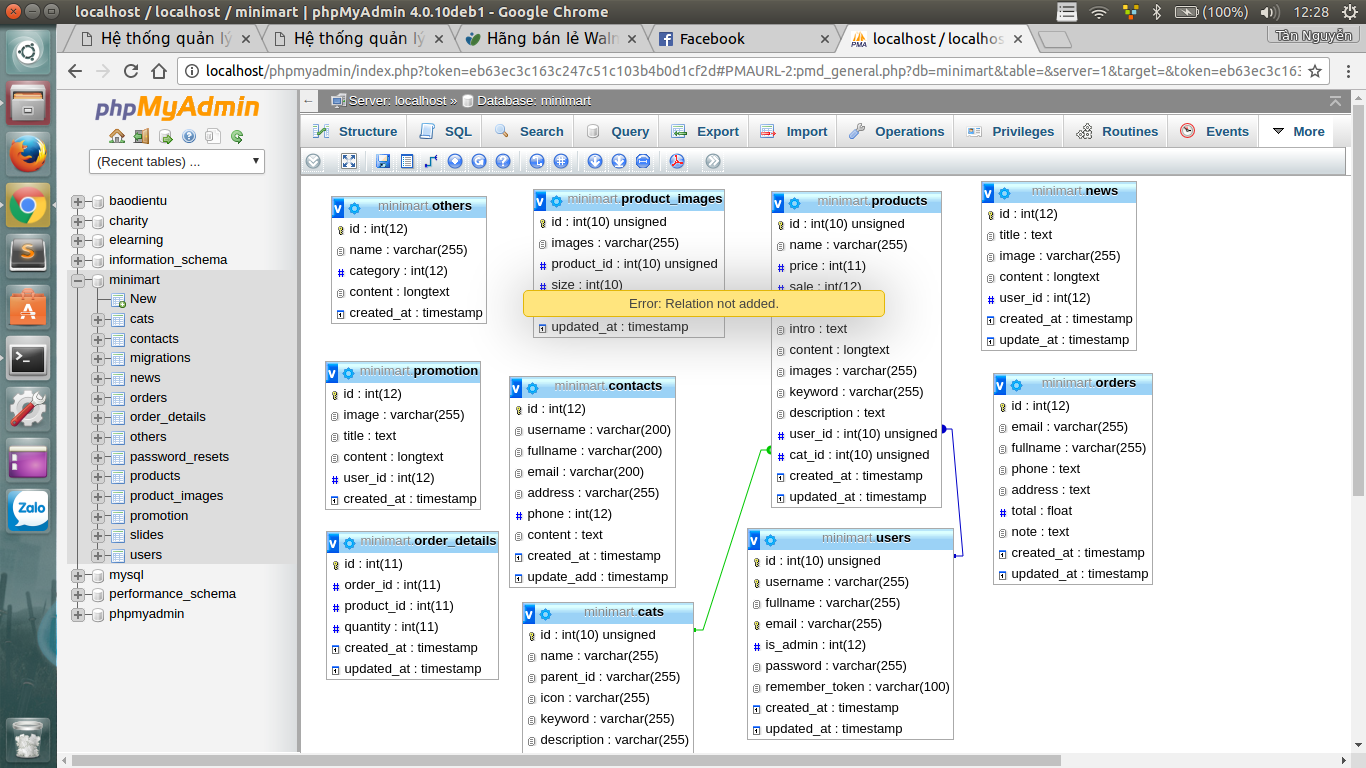 localhost / localhost / minimart | phpMyAdmin 4.0.10deb1 - Google Chrome
(100%)
12:28
Hệ thống quản lý
Hệ thống quản lý
Hãng bán lẻ Waln
Facebook
localhost / localhos
Tân Nguyễn
localhost/phpmyadmin/index.php?token=eb63ec3c163c247c51c103b4b0d1cf2d#PMAURL-2:pmd_general.php?db=minimart&table=&server=1&target=&token=eb63ec3c163
phpMyAdmin
(Recent tables) ...
baodientu
charity
elearning
information_schema
minimart
New
cats
contacts
migrations
news
orders
order_details
others
password_resets
products
product_images
promotion
slides
users
mysql
performance_schema
phpmyadmin
Zalo
Server: localhost » Database: minimart
Structure
SQL
Search
Query
Export
Import
Operations
Privileges
Routines
Events
More
minimart.others
id : int(12)
name : varchar(255)
category : int(12)
content : longtext
created_at : timestamp
minimart.product_images
id : int(10) unsigned
images : varchar(255)
product_id : int(10) unsigned
size : int(10)
updated_at : timestamp
Error: Relation not added.
minimart.products
id : int(10) unsigned
name : varchar(255)
price : int(11)
sale : int(12)
intro : text
content : longtext
images : varchar(255)
keyword : varchar(255)
description : text
user_id : int(10) unsigned
cat_id : int(10) unsigned
created_at : timestamp
updated_at : timestamp
minimart.news
id : int(12)
title : text
image : varchar(255)
content : longtext
user_id : int(12)
created_at : timestamp
update_at : timestamp
minimart.promotion
id : int(12)
image : varchar(255)
title : text
content : longtext
user_id : int(12)
created_at : timestamp
minimart.contacts
id : int(12)
username : varchar(200)
fullname : varchar(200)
email : varchar(200)
address : varchar(255)
phone : int(12)
content : text
created_at : timestamp
update_add : timestamp
minimart.orders
id : int(12)
email : varchar(255)
fullname : varchar(255)
phone : text
address : text
total : float
note : text
created_at : timestamp
updated_at : timestamp
minimart.order_details
id : int(11)
order_id : int(11)
product_id : int(11)
quantity : int(11)
created_at : timestamp
updated_at : timestamp
minimart.cats
id : int(10) unsigned
name : varchar(255)
parent_id : varchar(255)
icon : varchar(255)
keyword : varchar(255)
description : varchar(255)
minimart.users
id : int(10) unsigned
username : varchar(255)
fullname : varchar(255)
email : varchar(255)
is_admin : int(12)
password : varchar(255)
remember_token : varchar(100)
created_at : timestamp
updated_at : timestamp